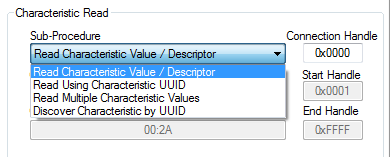 Characteristic Read
Sub-Procedure
Connection Handle
Read Characteristic Value / Descriptor
0x0000
Read Characteristic Value / Descriptor
Start Handle
Read Using Characteristic UUID
0x0001
Read Multiple Characteristic Values
Discover Characteristic by UUID
End Handle
00:2A
0xFFFF